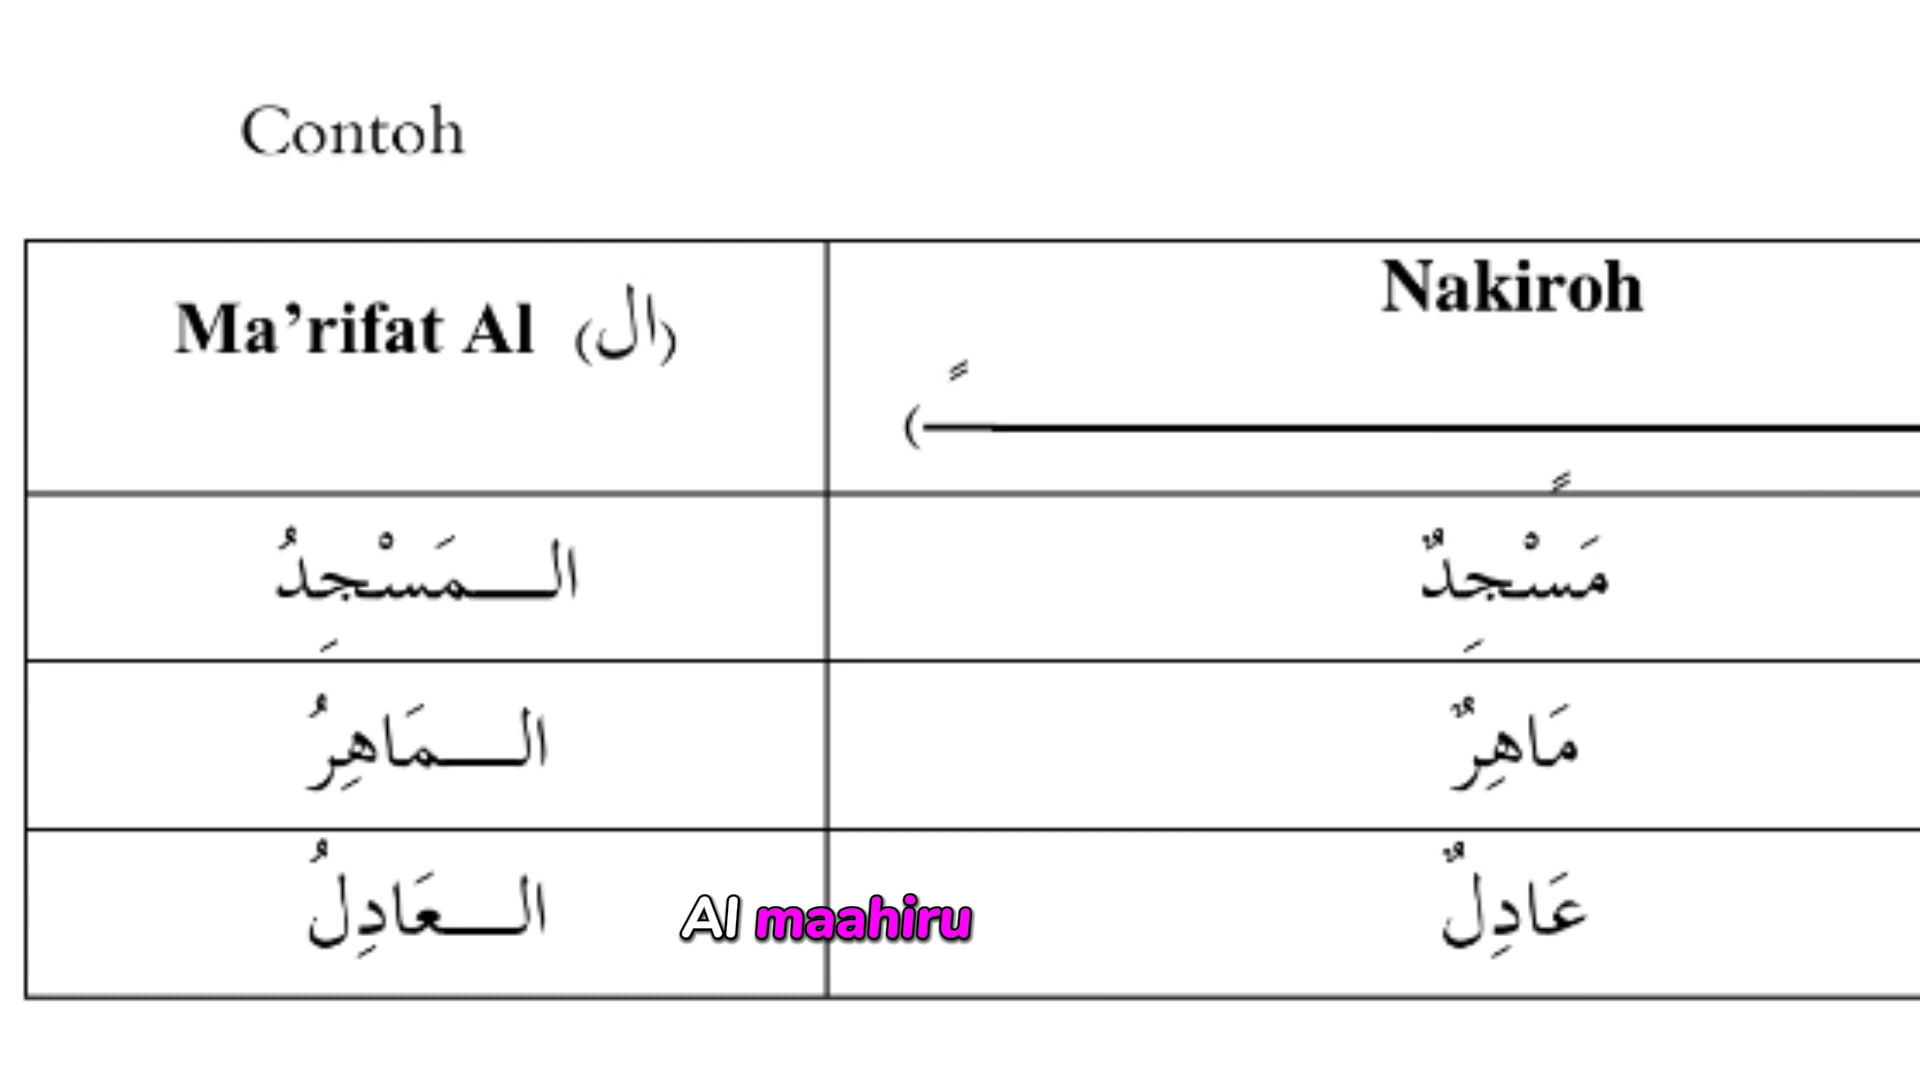 Contoh
Ma’rifat Al (ال)
Nakiroh
الـــمَسْجِدُ
مَسْجِدٌ
الـــمَاهِرُ
مَاهِرٌ
الـــعَادِلُ
عَادِلٌ
Al maahiru